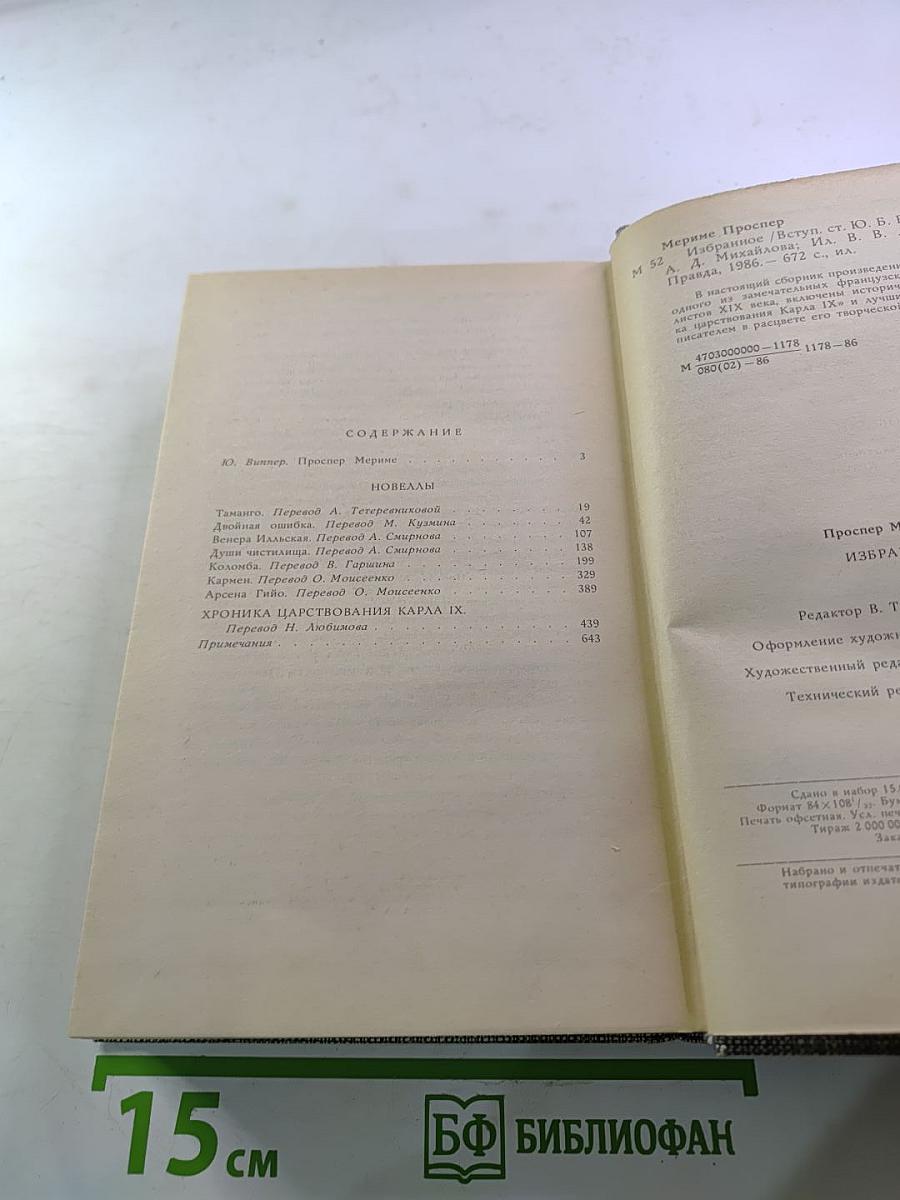 СОДЕРЖАНИЕ
Ю. Виппер. Проспер Мериме . . . . . . . . . . . 3
НОВЕЛЛЫ
Таманго. Перевод А. Тетеревниковой . . . . . . . . 19
Двойная ошибка. Перевод М. Кузмина . . . . . . . 42
Венера Илльская. Перевод А. Смирнова . . . . . . . 107
Души чистилища. Перевод А. Смирнова . . . . . . . 138
Коломба. Перевод В. Гаршина . . . . . . . . . . 199
Кармен. Перевод О. Моисеенко . . . . . . . . . . 329
Арсена Гийо. Перевод О. Моисеенко . . . . . . . . 389
ХРОНИКА ЦАРСТВОВАНИЯ КАРЛА IX.
Перевод Н. Любимова . . . . . . . . . . . 439
Примечания . . . . . . . . . . . . . . . . 643
Мериме Проспер
М 52 Избранное /Вступ. ст. Ю. Б.
А. Д. Михайлова; Ил. В. В.
Правда, 1986.— 672 с., ил.
В настоящий сборник произведени
одного из замечательных французск
листов XIX века, включены историч
ка царствования Карла IX» и лучши
писателем в расцвете его творческой
М 4703000000—1178 1178—86
080(02)—86
Проспер М
ИЗБРА
Редактор В. Т
Оформление художн
Художественный реда
Технический ре
Сдано в набор 15.
Формат 84×108¹/₃₂. Бум
Печать офсетная. Усл. печ
Тираж 2 000 00
Зака
Набрано и отпечат
типографии издате
15 см
БФ БИБЛИОФАН